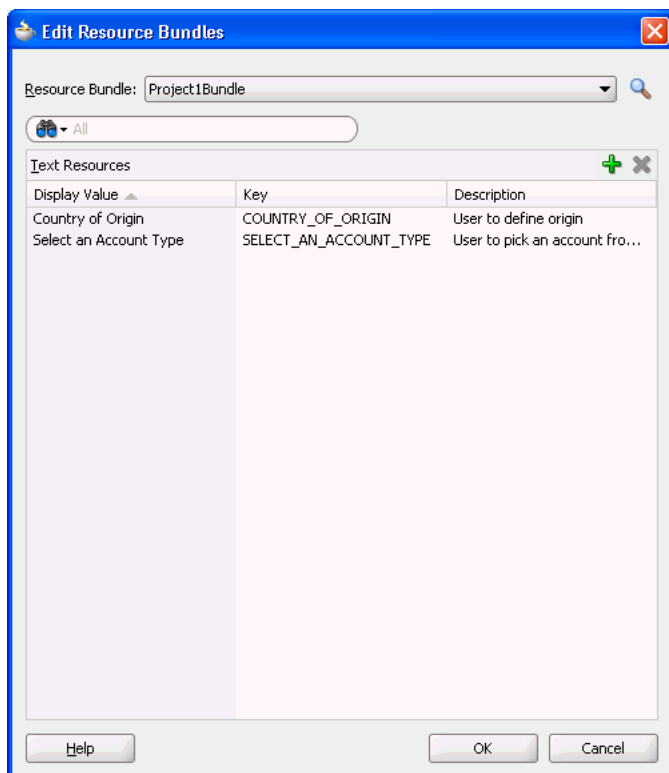 Edit Resource Bundles
Resource Bundle: Project1Bundle
All
Text Resources
Display Value Key Description
Country of Origin COUNTRY_OF_ORIGIN User to define origin
Select an Account Type SELECT_AN_ACCOUNT_TYPE User to pick an account fro...
Help OK Cancel